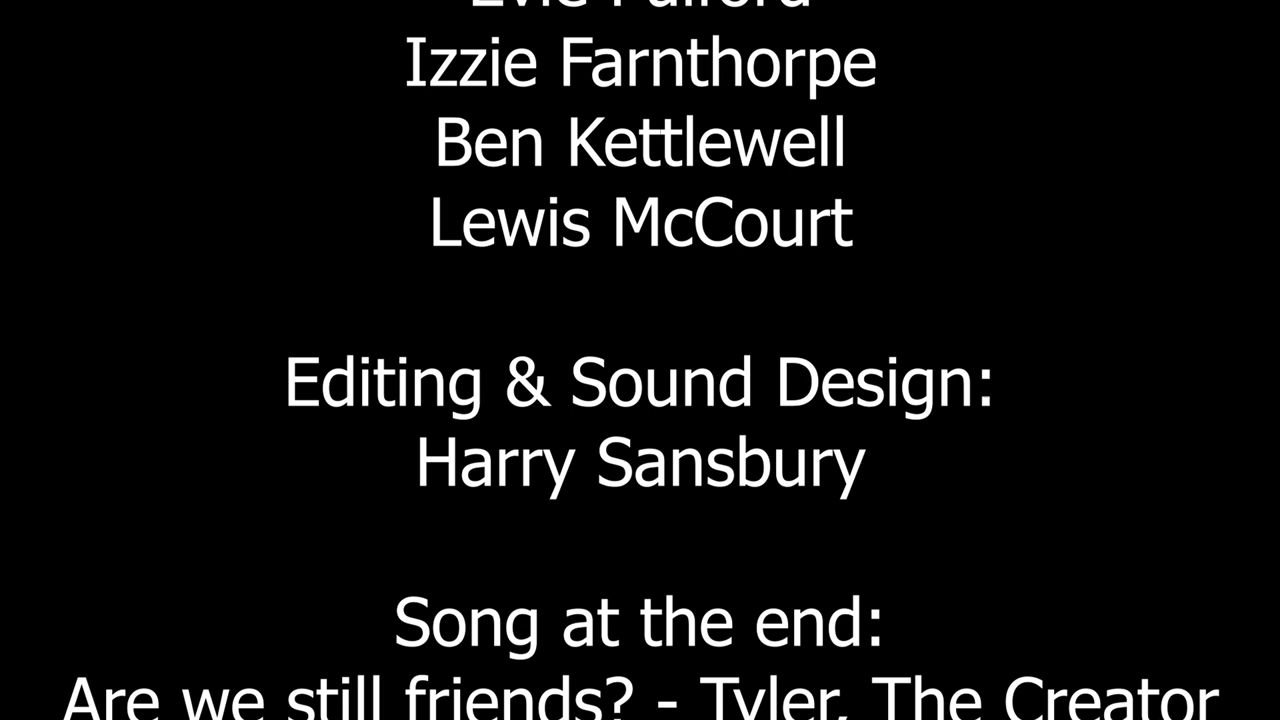 Izzie Farnthorpe
Ben Kettlewell
Lewis McCourt
Editing & Sound Design:
Harry Sansbury
Song at the end:
Are we still friends? - Tyler, The Creator